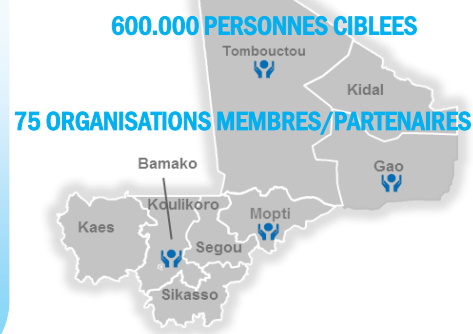 600.000 PERSONNES CIBLEES
Tombouctou
Kidal
75 ORGANISATIONS MEMBRES/PARTENAIRES
Bamako
Gao
Koulikoro
Mopti
Kaes
Segou
Sikasso